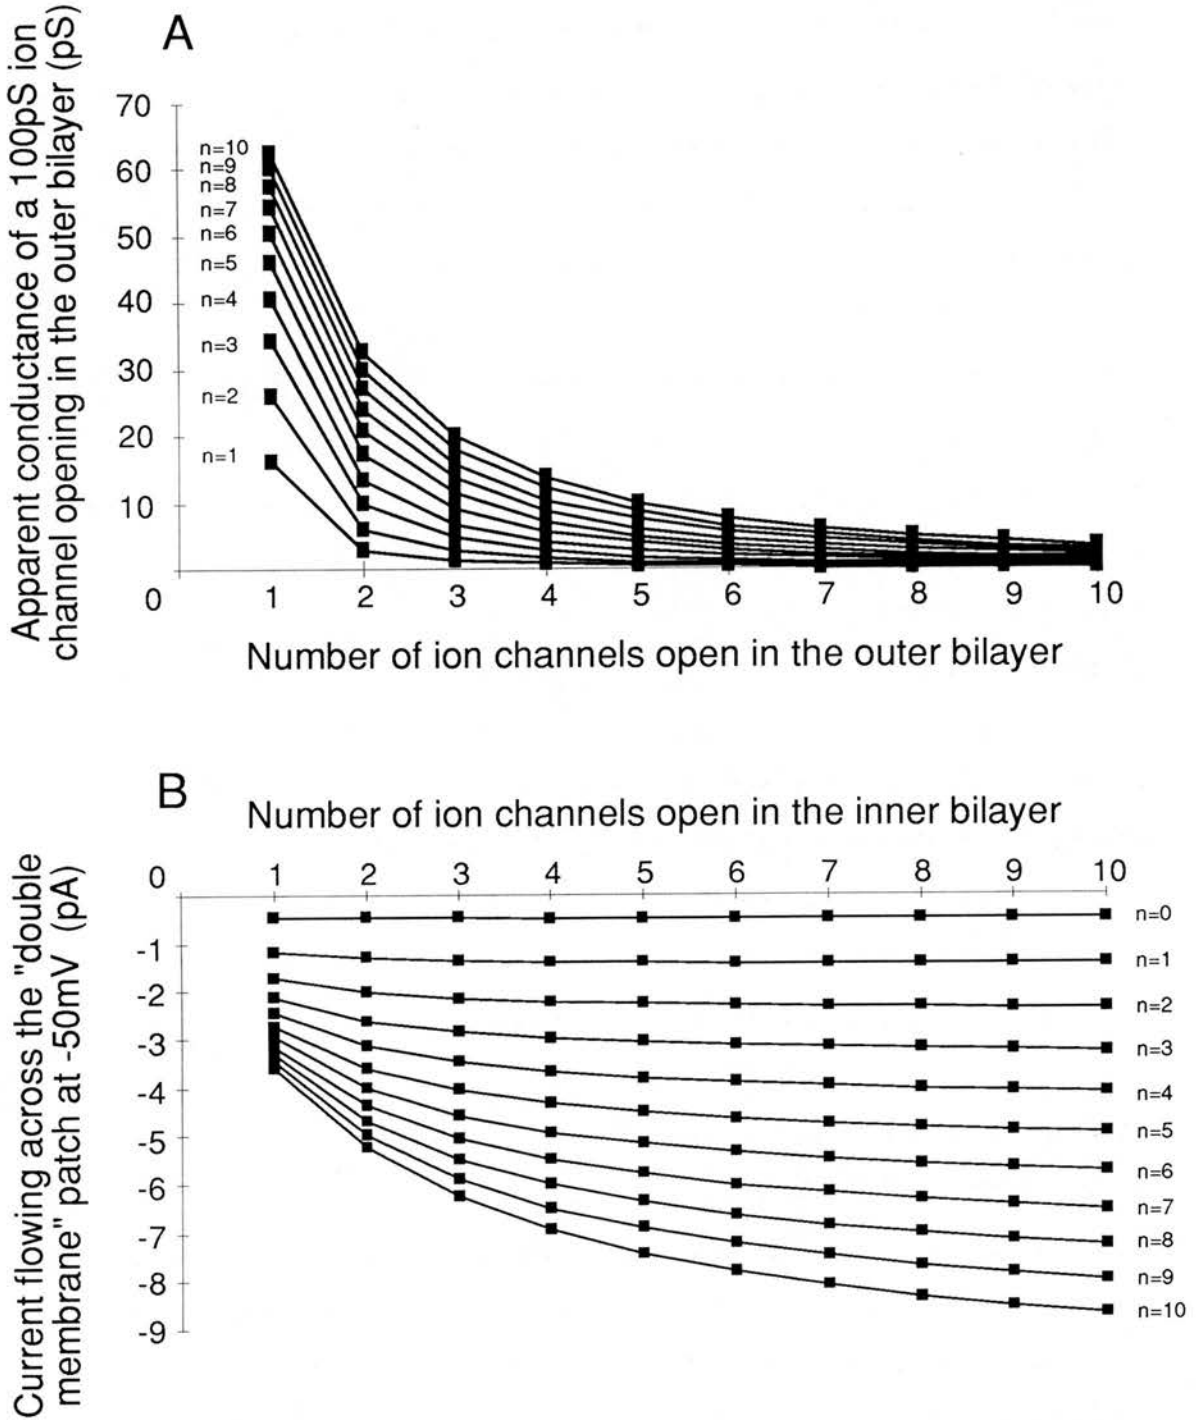 A
Apparent conductance of a 100pS ion
channel opening in the outer bilayer (pS)
70
60
50
40
30
20
10
0
n=10
n=9
n=8
n=7
n=6
n=5
n=4
n=3
n=2
n=1
1 2 3 4 5 6 7 8 9 10
Number of ion channels open in the outer bilayer
B
Number of ion channels open in the inner bilayer
1 2 3 4 5 6 7 8 9 10
Current flowing across the "double
membrane" patch at -50mV (pA)
0
-1
-2
-3
-4
-5
-6
-7
-8
-9
n=0
n=1
n=2
n=3
n=4
n=5
n=6
n=7
n=8
n=9
n=10